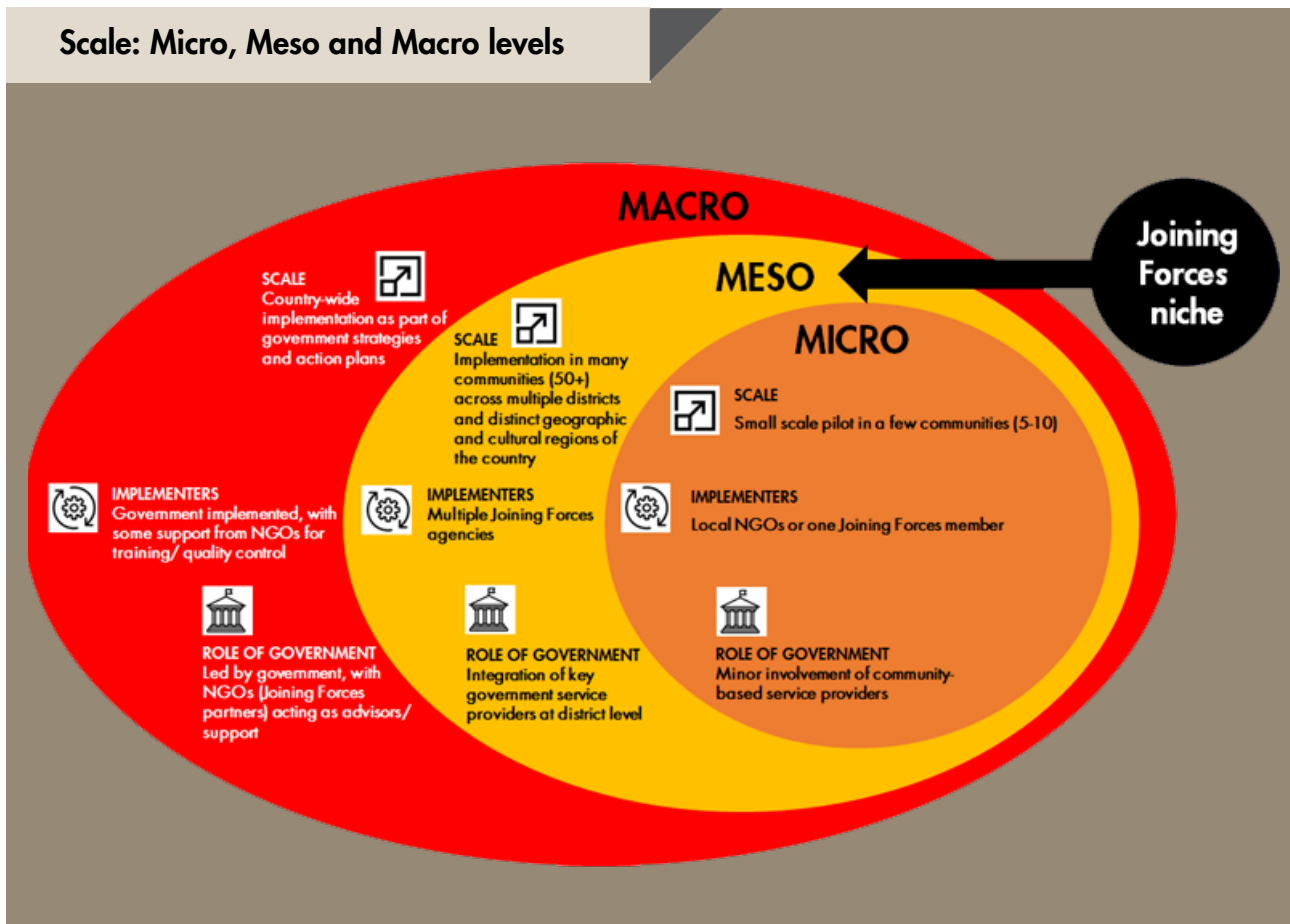 Scale: Micro, Meso and Macro levels
MACRO
Joining
Forces
niche
MESO
MICRO
SCALE
Country-wide
implementation as part of
government strategies
and action plans
SCALE
Implementation in many
communities (50+)
across multiple districts
and distinct geographic
and cultural regions of
the country
SCALE
Small scale pilot in a few communities (5-10)
IMPLEMENTERS
Government implemented, with
some support from NGOs for
training/ quality control
IMPLEMENTERS
Multiple Joining Forces
agencies
IMPLEMENTERS
Local NGOs or one Joining Forces member
ROLE OF GOVERNMENT
Led by government, with
NGOs (Joining Forces
partners) acting as advisors/
support
ROLE OF GOVERNMENT
Integration of key
government service
providers at district level
ROLE OF GOVERNMENT
Minor involvement of community-
based service providers